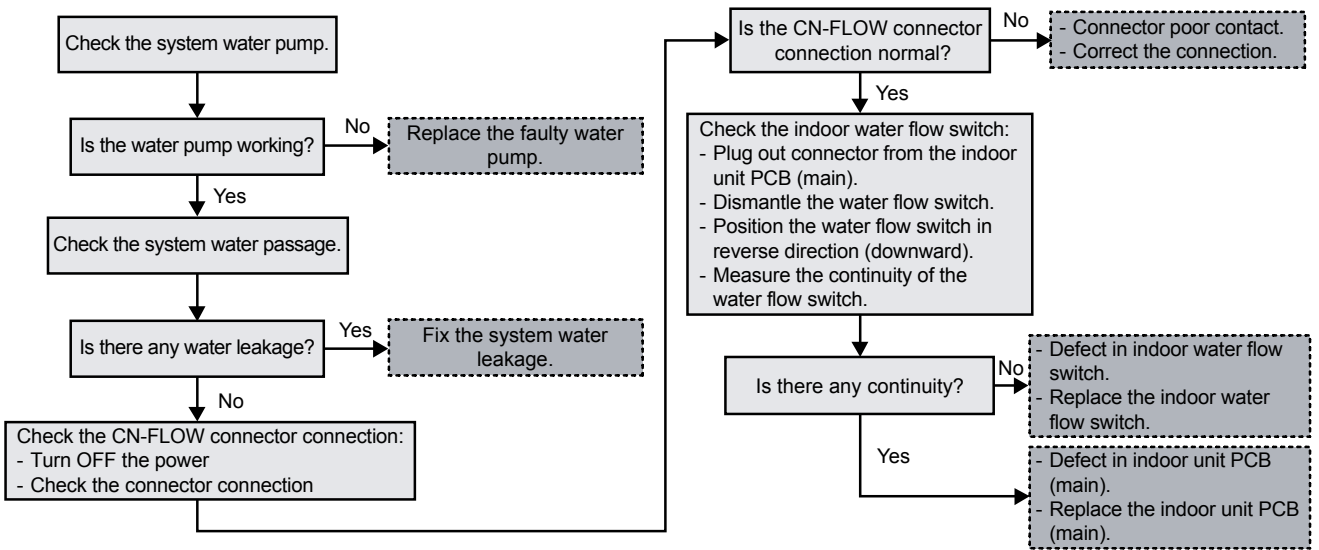 Check the system water pump.
Is the water pump working?
No
Replace the faulty water
pump.
Yes
Check the system water passage.
Is there any water leakage?
Yes
Fix the system water
leakage.
No
Check the CN-FLOW connector connection:
- Turn OFF the power
- Check the connector connection
Is the CN-FLOW connector
connection normal?
No
- Connector poor contact.
- Correct the connection.
Yes
Check the indoor water flow switch:
- Plug out connector from the indoor
unit PCB (main).
- Dismantle the water flow switch.
- Position the water flow switch in
reverse direction (downward).
- Measure the continuity of the
water flow switch.
Is there any continuity?
No
- Defect in indoor water flow
switch.
- Replace the indoor water
flow switch.
Yes
- Defect in indoor unit PCB
(main).
- Replace the indoor unit PCB
(main).